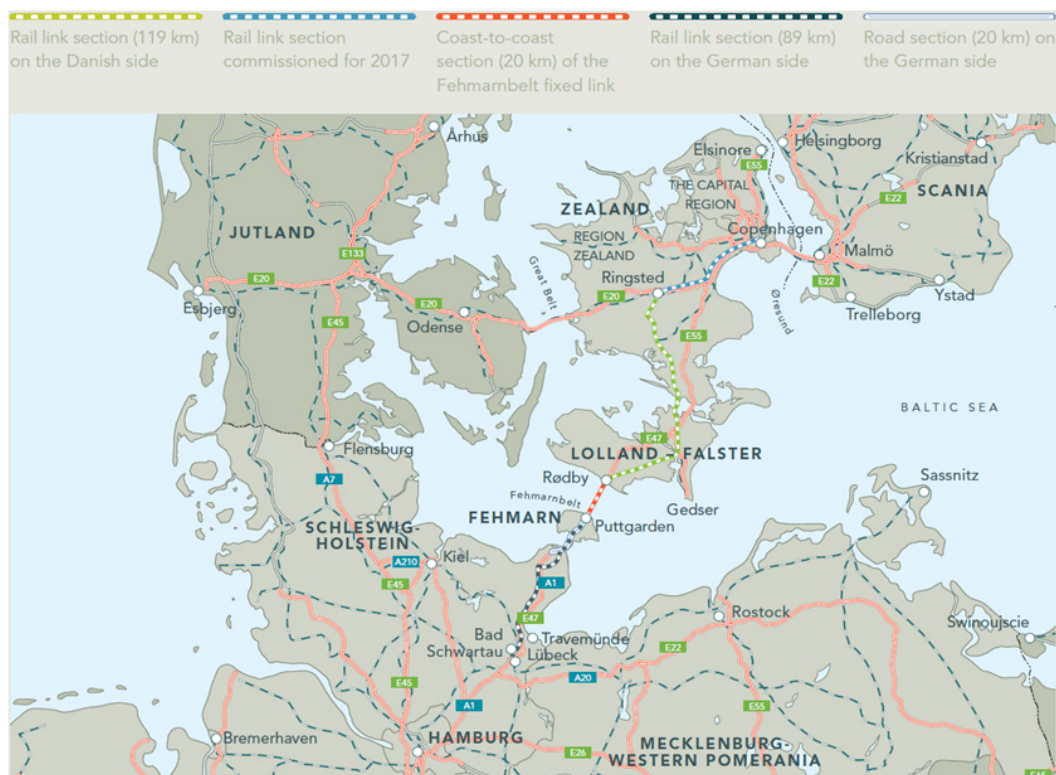 Rail link section (119 km)
on the Danish side
Rail link section
commissioned for 2017
Coast-to-coast
section (20 km) of the
Fehmarnbelt fixed link
Rail link section (89 km)
on the German side
Road section (20 km) on
the German side
Århus
Elsinore
Helsingborg
Kristianstad
E55
THE CAPITAL
REGION
E22
SCANIA
ZEALAND
JUTLAND
REGION
ZEALAND
Copenhagen
E133
Malmö
Great Belt
Ringsted
E20
E20
E20
E22
Ystad
Esbjerg
Odense
Øresund
Trelleborg
E45
E55
BALTIC SEA
E47
Flensburg
LOLLAND – FALSTER
A7
Rødby
Sassnitz
Fehmarnbelt
Gedser
FEHMARN
Puttgarden
SCHLESWIG-
HOLSTEIN
A210
Kiel
E45
A1
E47
Rostock
Swinoujscie
Bad
Schwartau
Travemünde
Lübeck
E22
A20
E45
A1
E55
Bremerhaven
HAMBURG
E26
MECKLENBURG-
WESTERN POMERANIA